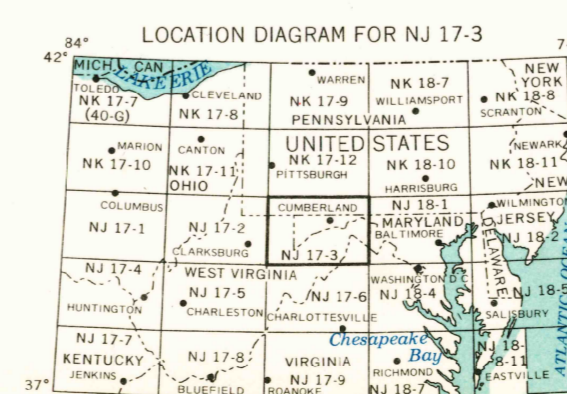 LOCATION DIAGRAM FOR NJ 17-3
84°
42°
MICH
CAN
LAKE ERIE
TOLEDO
NK 17-7
(40-G)
CLEVELAND
NK 17-8
WARREN
NK 17-9
PENNSYLVANIA
NK 18-7
WILLIAMSPORT
NEW
YORK
NK 18-8
SCRANTON
UNITED STATES
MARION
NK 17-10
CANTON
NK 17-11
OHIO
NK 17-12
PITTSBURGH
NK 18-10
HARRISBURG
NEWARK
NK 18-11
NEW
COLUMBUS
NJ 17-1
NJ 17-2
CLARKSBURG
CUMBERLAND
NJ 17-3
NJ 18-1
MARYLAND
BALTIMORE
WILMINGTON
JERSEY
NJ 18-2
DELAWARE
ATLANTIC OCEAN
NJ 17-4
HUNTINGTON
WEST VIRGINIA
NJ 17-5
CHARLESTON
NJ 17-6
CHARLOTTESVILLE
WASHINGTON D C
NJ 18-4
NJ 18-5
SALISBURY
Chesapeake
Bay
NJ 17-7
KENTUCKY
JENKINS
NJ 17-8
BLUEFIELD
VIRGINIA
NJ 17-9
ROANOKE
RICHMOND
NJ 18-7
NJ 18-
8-11
EASTVILLE
37°